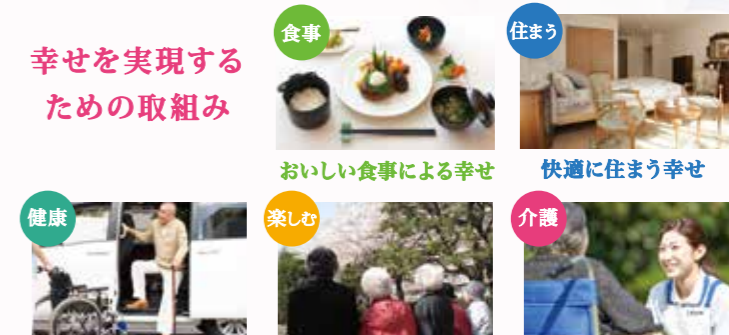 幸せを実現する
ための取組み
食事
おいしい食事による幸せ
住まう
快適に住まう幸せ
健康
楽しむ
介護